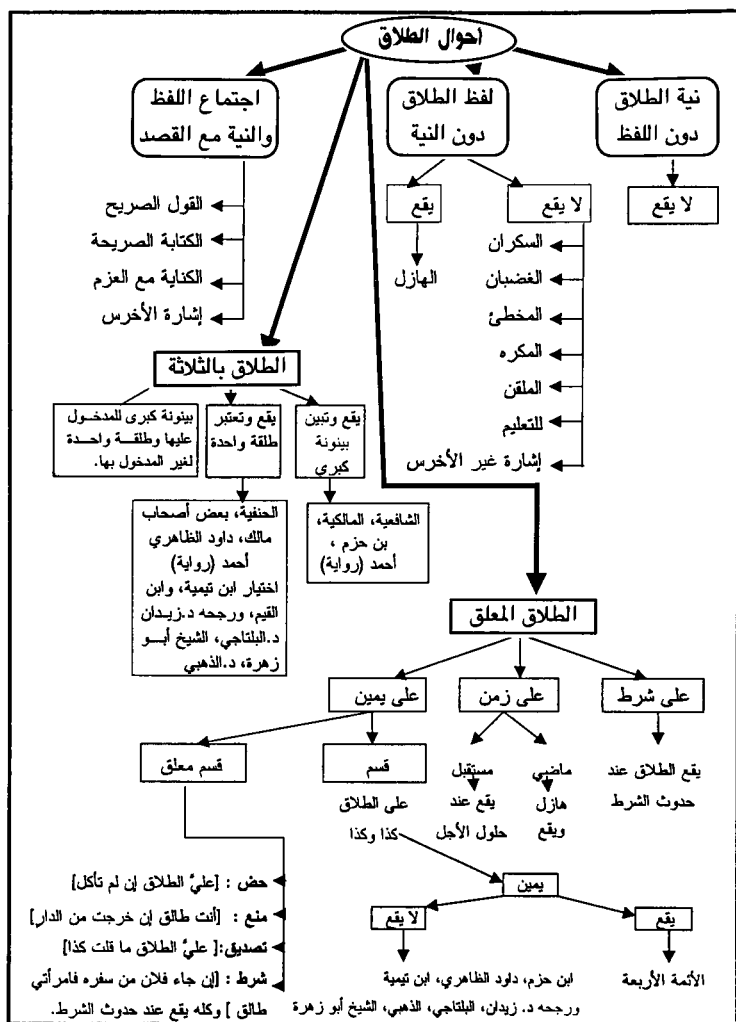 أحوال الطلاق
نية الطلاق
دون اللفظ
لا يقع
لفظ الطلاق
دون النية
لا يقع
السكران
الغضبان
المخطئ
المكره
الملقن
للتعليم
إشارة غير الأخرس
يقع
الهازل
اجتماع اللفظ
والنية مع القصد
القول الصريح
الكتابة الصريحة
الكناية مع العزم
إشارة الأخرس
الطلاق بالثلاثة
يقع وتبين
بينونة
كبرى
الشافعية، المالكية،
بن حزم ،
أحمد (رواية)
يقع وتعتبر
طلقة واحدة
الحنفية، بعض أصحاب
مالك، داود الظاهري
أحمد (رواية)
اختيار ابن تيمية، وابن
القيم، ورجحه د.زيدان
د.البلتاجي، الشيخ أبو
زهرة، د.الذهبي
بينونة كبرى للمدخول
عليها وطلقة واحدة
لغير المدخول بها.
الطلاق المعلق
على شرط
يقع الطلاق عند
حدوث الشرط
على زمن
ماضي
هازل
ويقع
مستقبل
يقع عند
حلول الأجل
على يمين
قسم
على الطلاق
كذا وكذا
يمين
يقع
الأئمة الأربعة
لا يقع
ابن حزم، داود الظاهري، ابن تيمية
ورجحه د. زيدان، البلتاجي، الذهبي، الشيخ أبو زهرة
قسم معلق
حض : [عليَّ الطلاق إن لم تأكل]
منع : [أنت طالق إن خرجت من الدار]
تصديق:[ عليَّ الطلاق ما قلت كذا]
شرط : [إن جاء فلان من سفره فامرأتي
طالق ] وكله يقع عند حدوث الشرط.